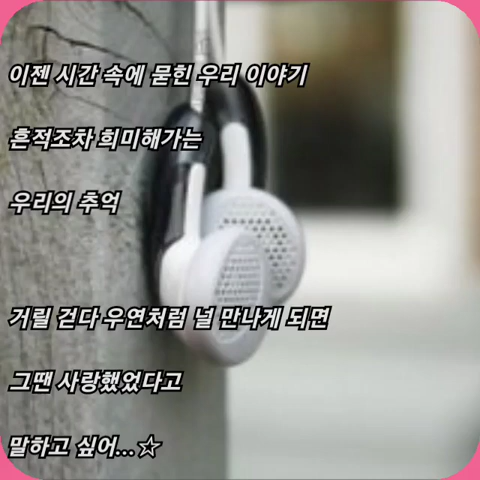 이젠 시간 속에 묻힌 우리 이야기
흔적조차 희미해가는
우리의 추억
거릴 걷다 우연처럼 널 만나게 되면
그땐 사랑했었다고
말하고 싶어...☆